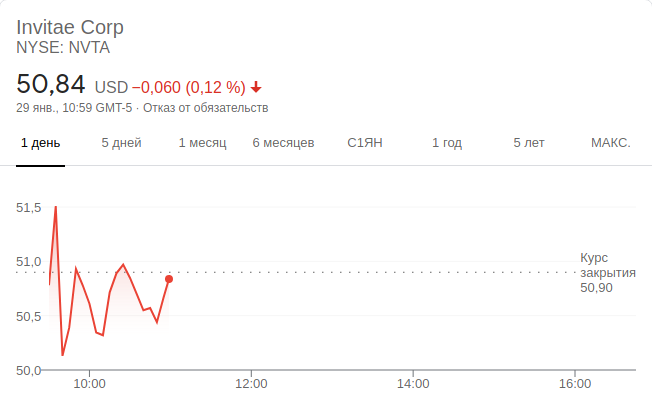 Invitae Corp
NYSE: NVTA
50,84 USD −0,060 (0,12 %)
29 янв., 10:59 GMT-5 · Отказ от обязательств
1 день 5 дней 1 месяц 6 месяцев С1ЯН 1 год 5 лет МАКС.
51,5
51,0
50,5
50,0
Курс
закрытия
50,90
10:00 12:00 14:00 16:00